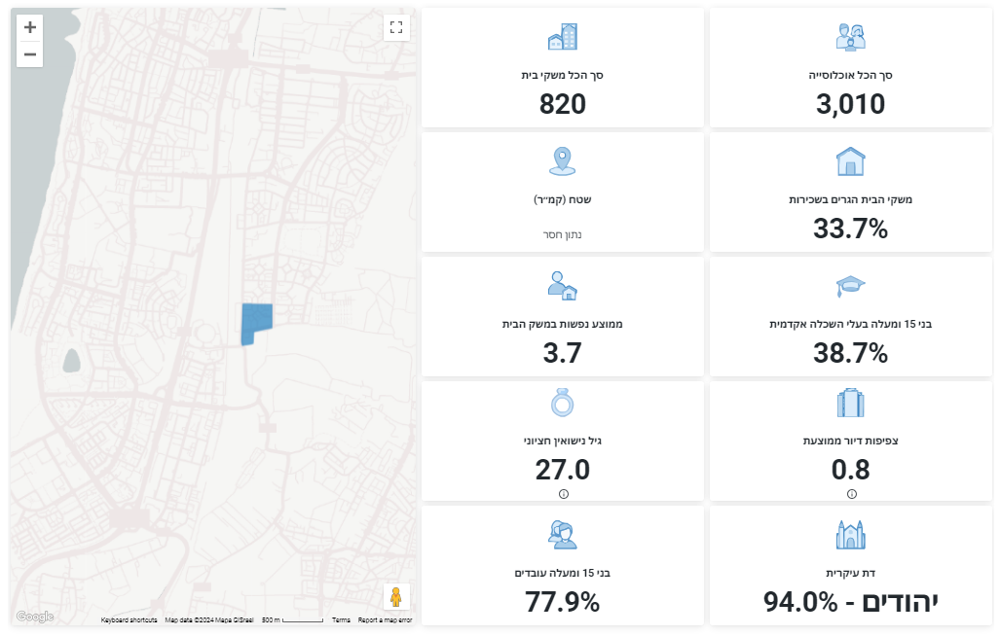 סך הכל אוכלוסייה
3,010
סך הכל משקי בית
820
משקי הבית הגרים בשכירות
33.7%
שטח (קמ״ר)
נתון חסר
בני 15 ומעלה בעלי השכלה אקדמית
38.7%
ממוצע נפשות במשק הבית
3.7
צפיפות דיור ממוצעת
0.8
גיל נישואין חציוני
27.0
דת עיקרית
יהודים - 94.0%
בני 15 ומעלה עובדים
77.9%
+
−
Google
Keyboard shortcuts Map data ©2024 Mapa GISrael 500 m Terms Report a map error